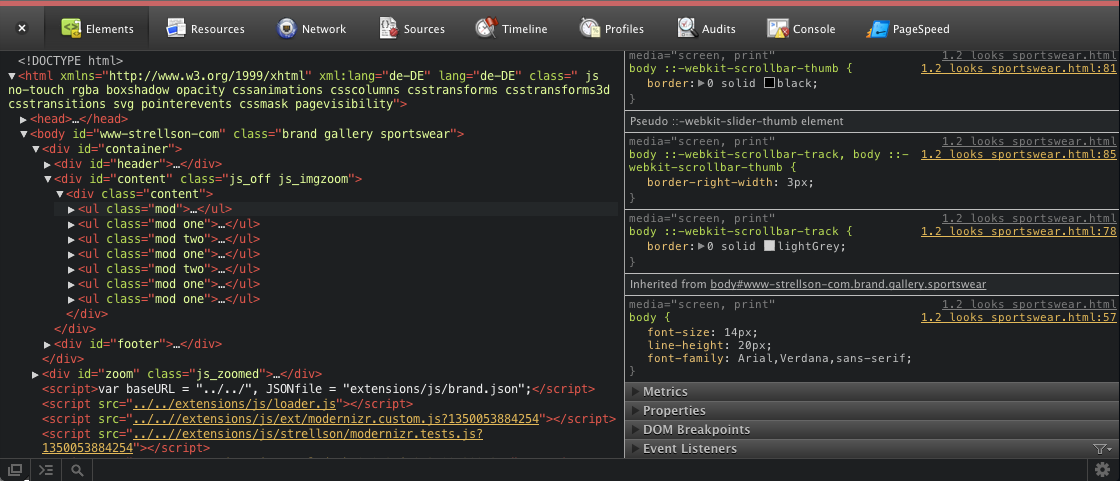 Elements
Resources
Network
Sources
Timeline
Profiles
Audits
Console
PageSpeed
<!DOCTYPE html>
▼<html xmlns="http://www.w3.org/1999/xhtml" xml:lang="de-DE" lang="de-DE" class=" js
no-touch rgba boxshadow opacity cssanimations csscolumns csstransforms csstransforms3d
csstransitions svg pointerevents cssmask pagevisibility">
▶<head>…</head>
▼<body id="www-strellson-com" class="brand gallery sportswear">
▼<div id="container">
▶<div id="header">…</div>
▼<div id="content" class="js_off js_imgzoom">
▼<div class="content">
▶<ul class="mod">…</ul>
▶<ul class="mod one">…</ul>
▶<ul class="mod two">…</ul>
▶<ul class="mod one">…</ul>
▶<ul class="mod two">…</ul>
▶<ul class="mod one">…</ul>
▶<ul class="mod one">…</ul>
</div>
</div>
▶<div id="footer">…</div>
</div>
▶<div id="zoom" class="js_zoomed">…</div>
<script>var baseURL = "../../", JSONfile = "extensions/js/brand.json";</script>
<script src="../../extensions/js/loader.js"></script>
<script src="../..//extensions/js/ext/modernizr.custom.js?1350053884254"></script>
<script src="../..//extensions/js/strellson/modernizr.tests.js?
1350053884254"></script>
media="screen, print" 1.2 looks sportswear.html
body ::-webkit-scrollbar-thumb { 1.2 looks sportswear.html:81
border:▶0 solid black;
}
Pseudo ::-webkit-slider-thumb element
media="screen, print" 1.2 looks sportswear.html
body ::-webkit-scrollbar-track, body ::- 1.2 looks sportswear.html:85
webkit-scrollbar-thumb {
border-right-width: 3px;
}
media="screen, print" 1.2 looks sportswear.html
body ::-webkit-scrollbar-track { 1.2 looks sportswear.html:78
border:▶0 solid lightGrey;
}
Inherited from body#www-strellson-com.brand.gallery.sportswear
media="screen, print" 1.2 looks sportswear.html
body { 1.2 looks sportswear.html:57
font-size: 14px;
line-height: 20px;
font-family: Arial,Verdana,sans-serif;
}
▶ Metrics
▶ Properties
▶ DOM Breakpoints
▶ Event Listeners